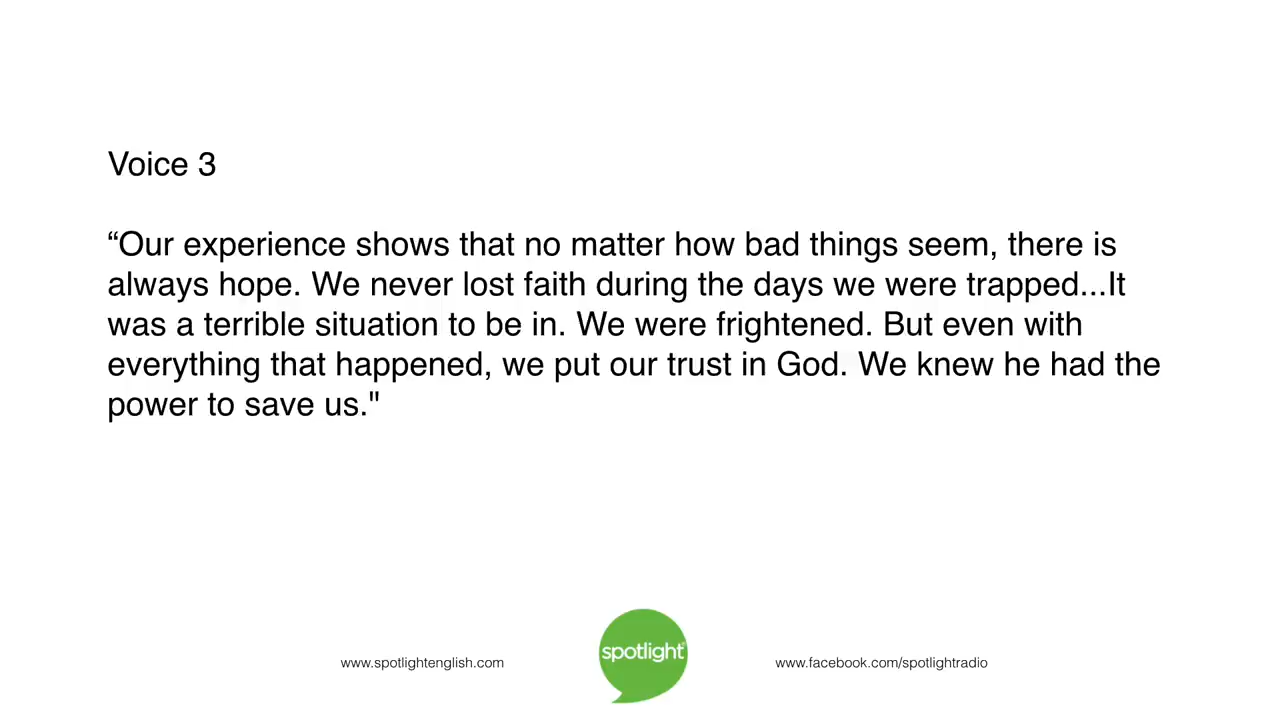 Voice 3
“Our experience shows that no matter how bad things seem, there is
always hope. We never lost faith during the days we were trapped...It
was a terrible situation to be in. We were frightened. But even with
everything that happened, we put our trust in God. We knew he had the
power to save us."
www.spotlightenglish.com
spotlight®
www.facebook.com/spotlightradio